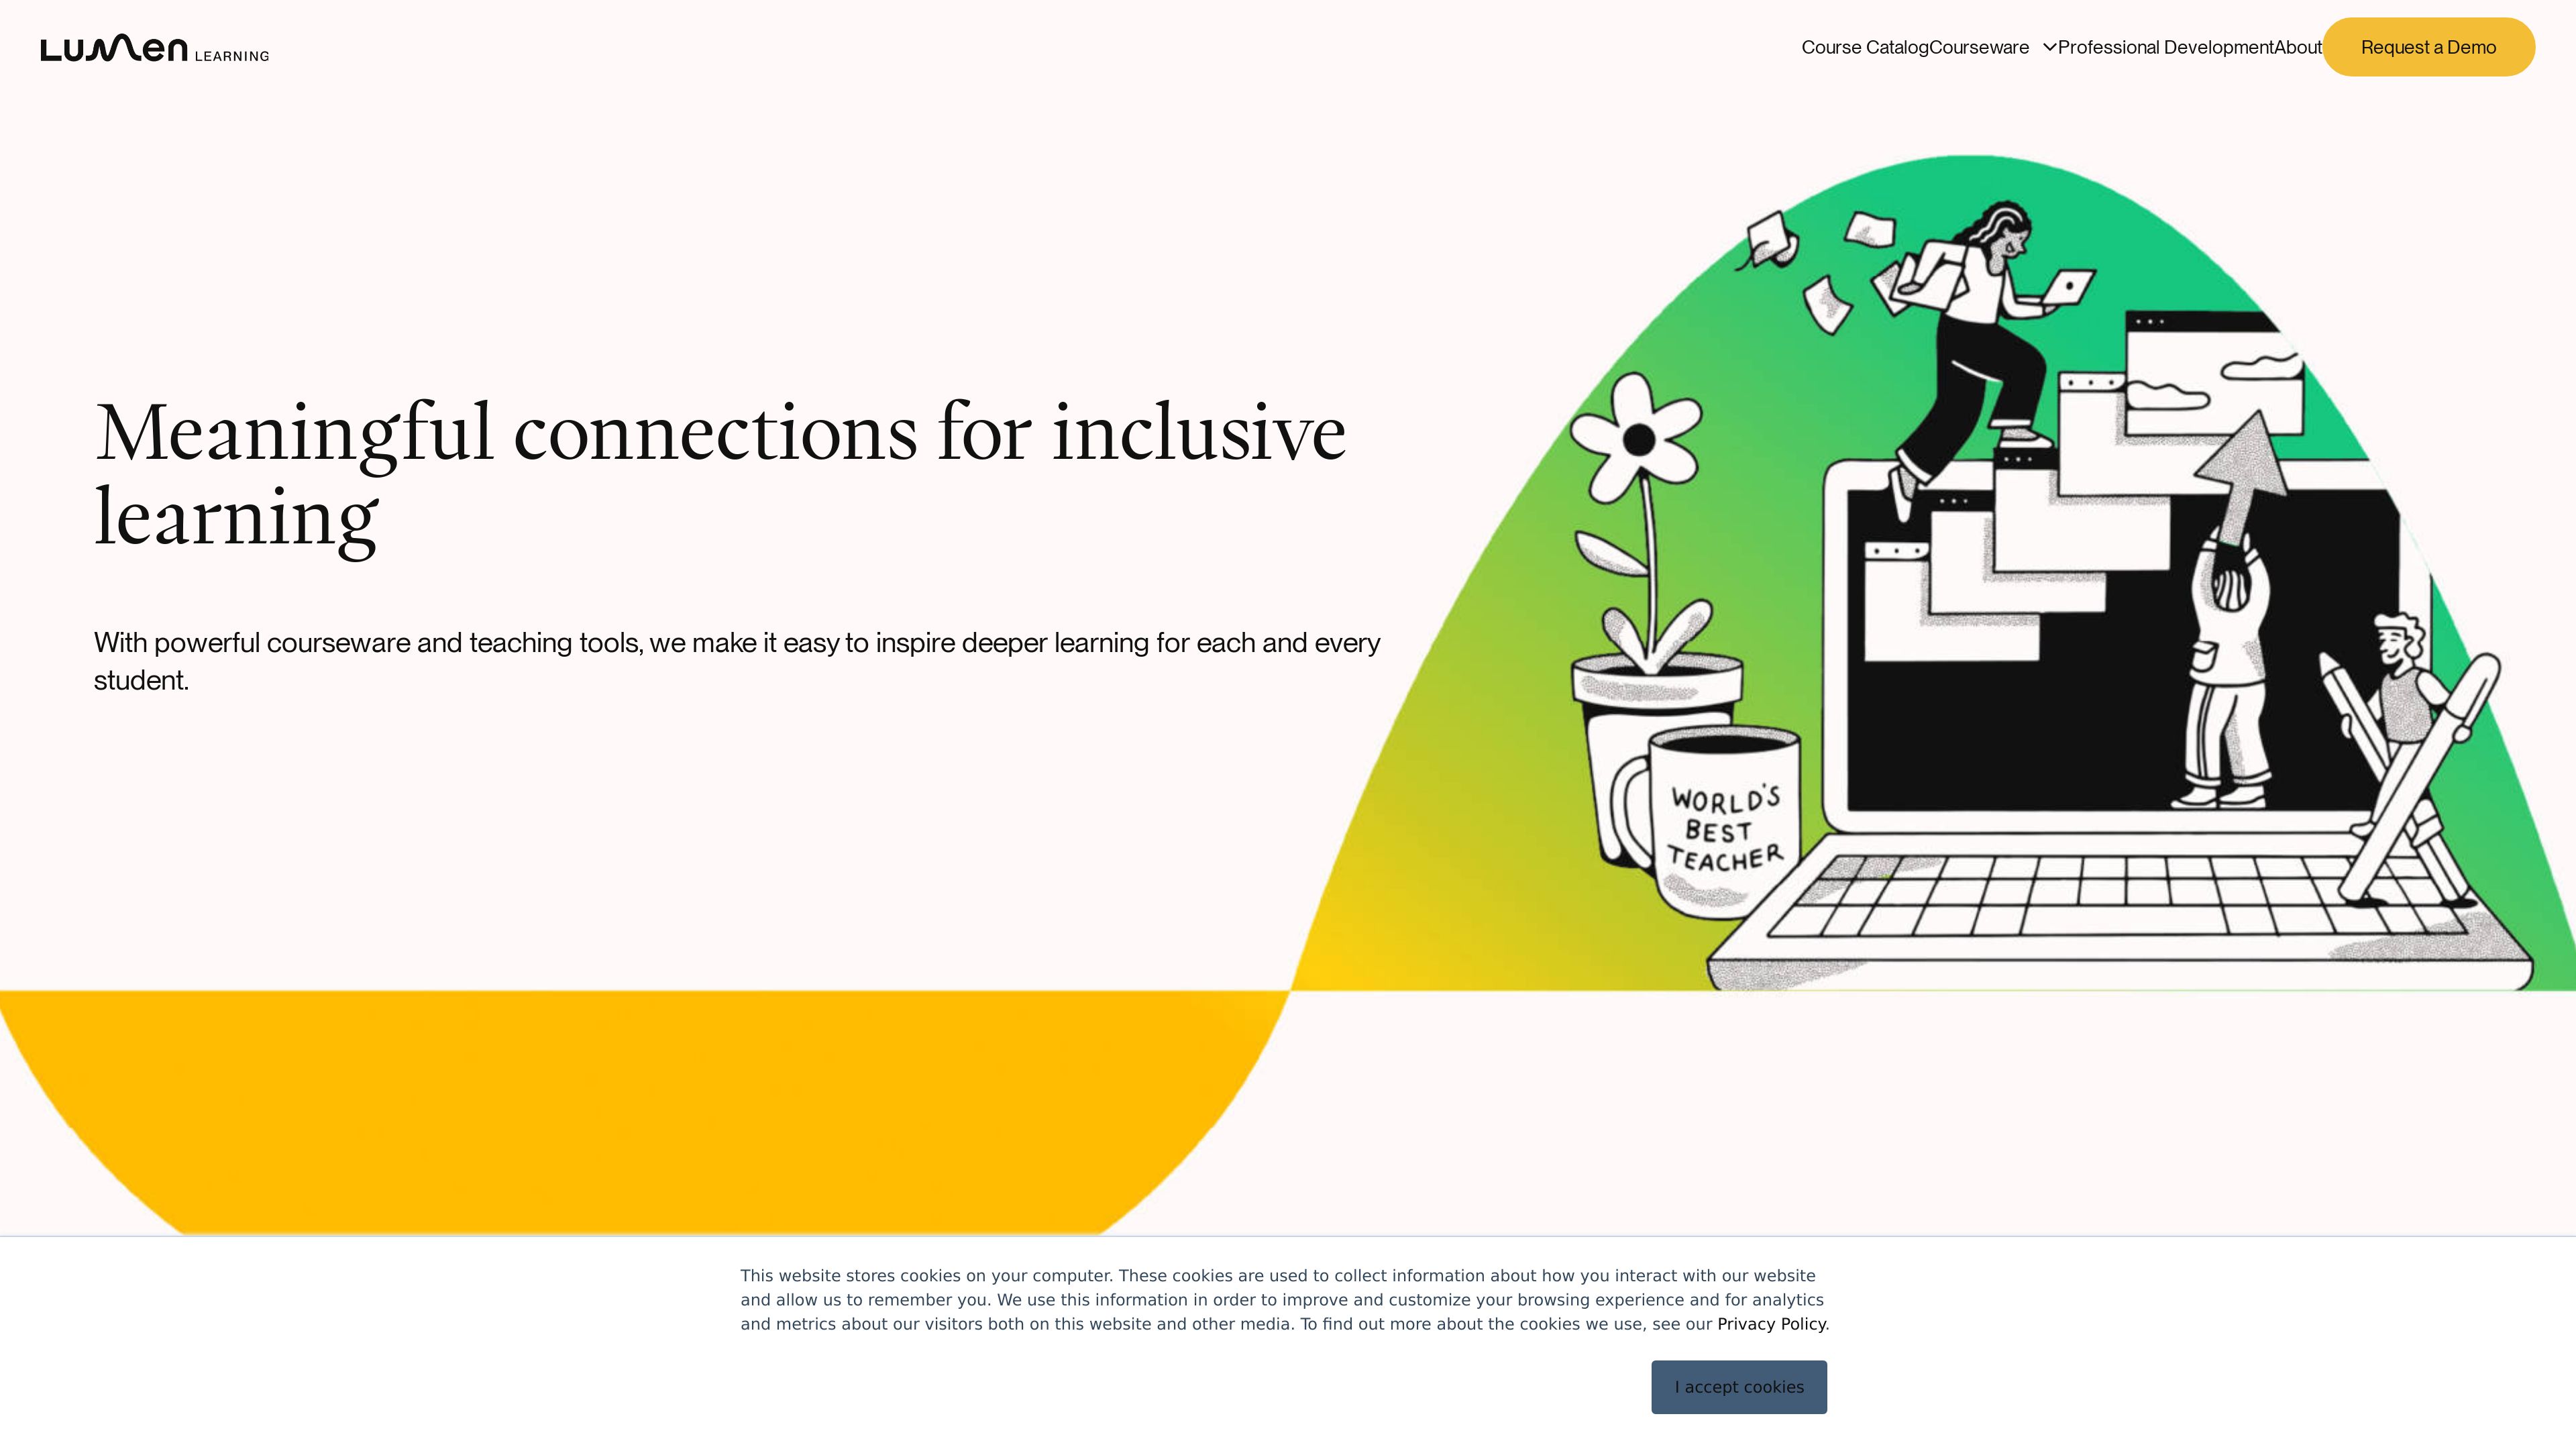 Lumen LEARNING
Course Catalog
Courseware
Professional Development
About
Request a Demo
Meaningful connections for inclusive
learning
With powerful courseware and teaching tools, we make it easy to inspire deeper learning for each and every
student.
WORLD'S
BEST
TEACHER
This website stores cookies on your computer. These cookies are used to collect information about how you interact with our website
and allow us to remember you. We use this information in order to improve and customize your browsing experience and for analytics
and metrics about our visitors both on this website and other media. To find out more about the cookies we use, see our Privacy Policy.
I accept cookies